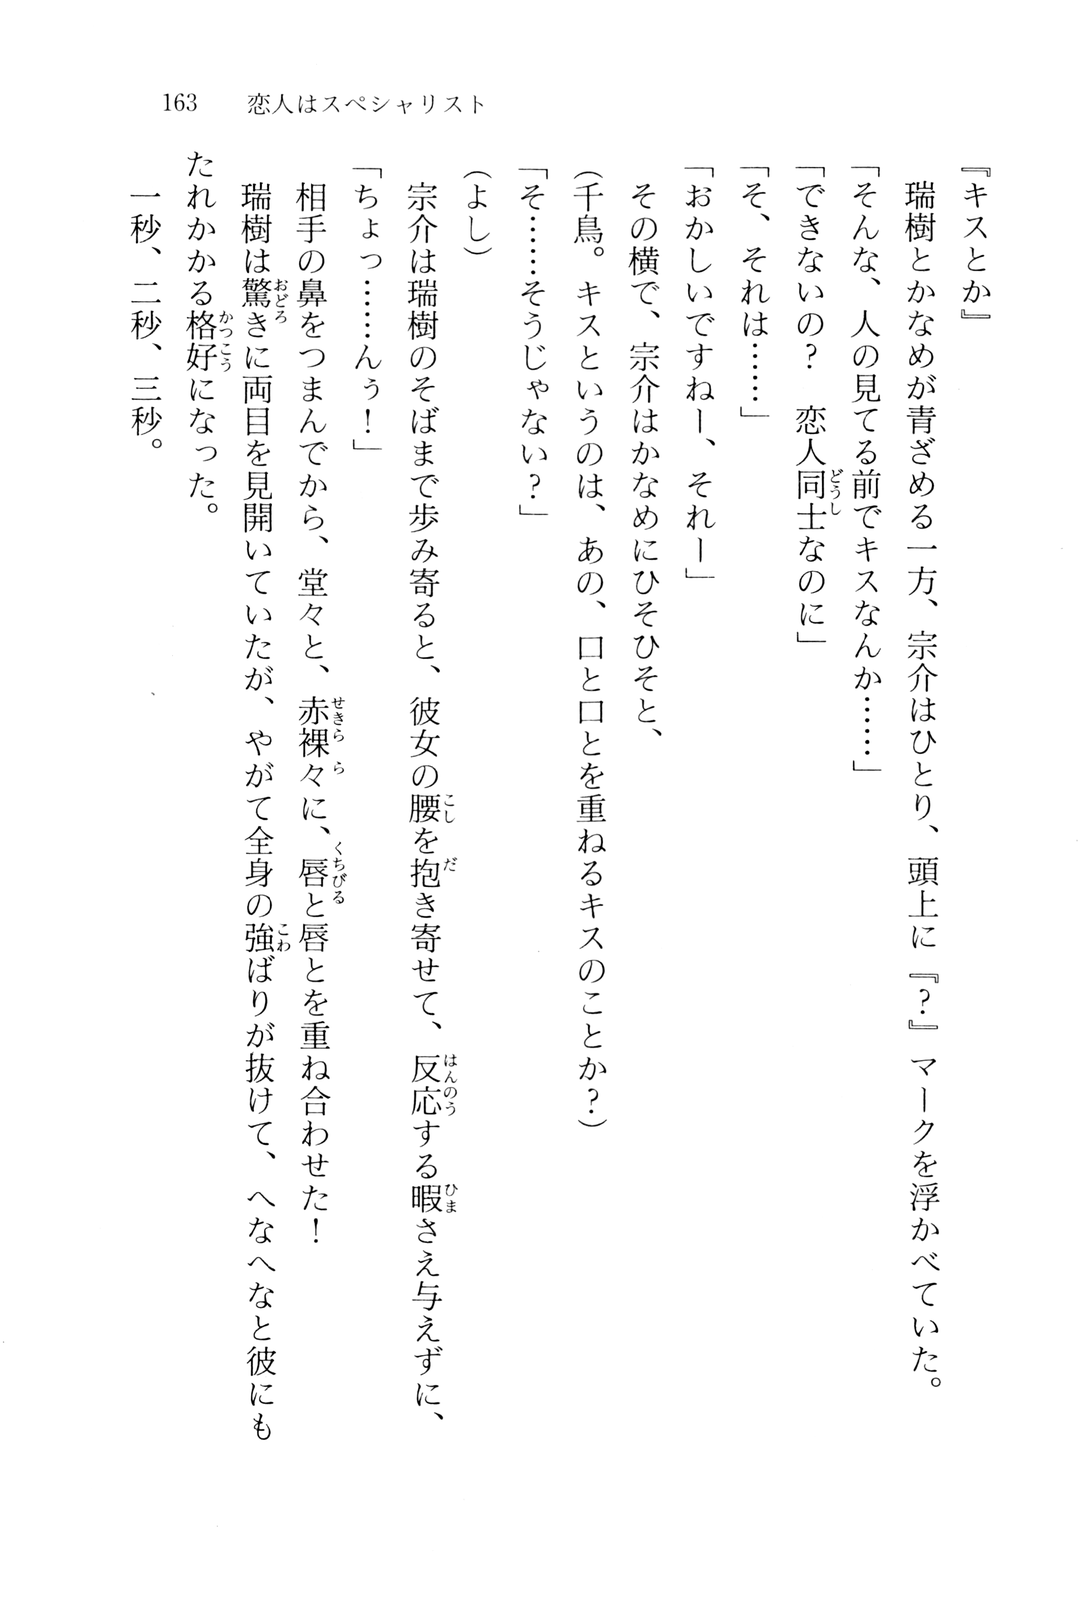 163　恋人はスペシャリスト
『キスとか』
瑞樹とかなめが青ざめる一方、宗介はひとり、頭上に『？』マークを浮かべていた。
「そんな、人の見てる前でキスなんか……」
「できないの？　恋人同士なのに」
「そ、それは……」
「おかしいですねー、それー」
その横で、宗介はかなめにひそひそと、
（千鳥。キスというのは、あの、口と口とを重ねるキスのことか？）
「そ……そうじゃない？」
（よし）
宗介は瑞樹のそばまで歩み寄ると、彼女の腰を抱き寄せて、反応する暇さえ与えずに、
「ちょっ……んぅ！」
相手の鼻をつまんでから、堂々と、赤裸々に、唇と唇とを重ね合わせた！
瑞樹は驚きに両目を見開いていたが、やがて全身の強ばりが抜けて、へなへなと彼にも
たれかかる格好になった。
一秒、二秒、三秒。